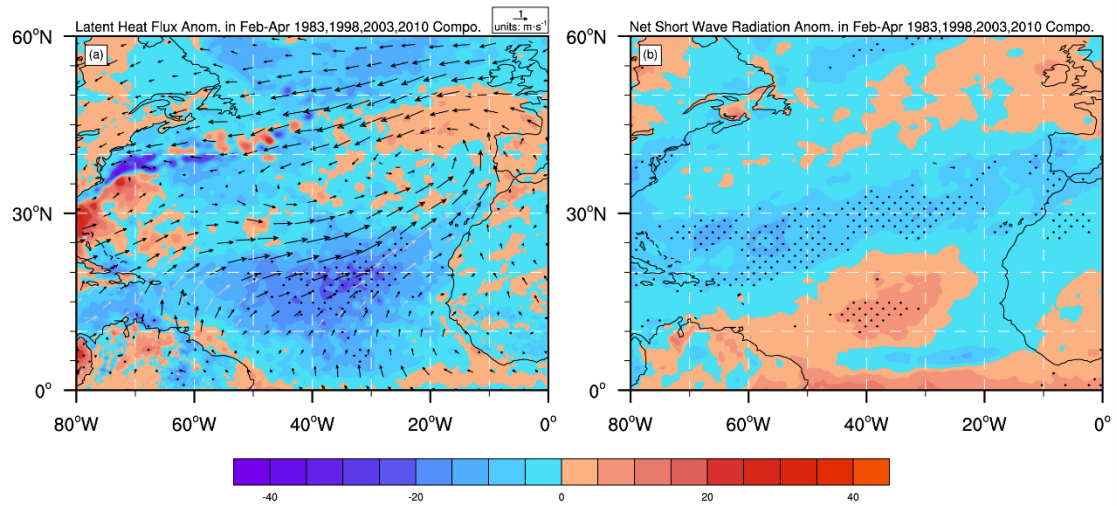 Latent Heat Flux Anom. in Feb-Apr 1983,1998,2003,2010 Compo.
1
units: m·s⁻¹
(a)
60°N
30°N
0°
80°W 60°W 40°W 20°W 0°
Net Short Wave Radiation Anom. in Feb-Apr 1983,1998,2003,2010 Compo.
(b)
60°N
30°N
0°
80°W 60°W 40°W 20°W 0°
-40 -20 0 20 40